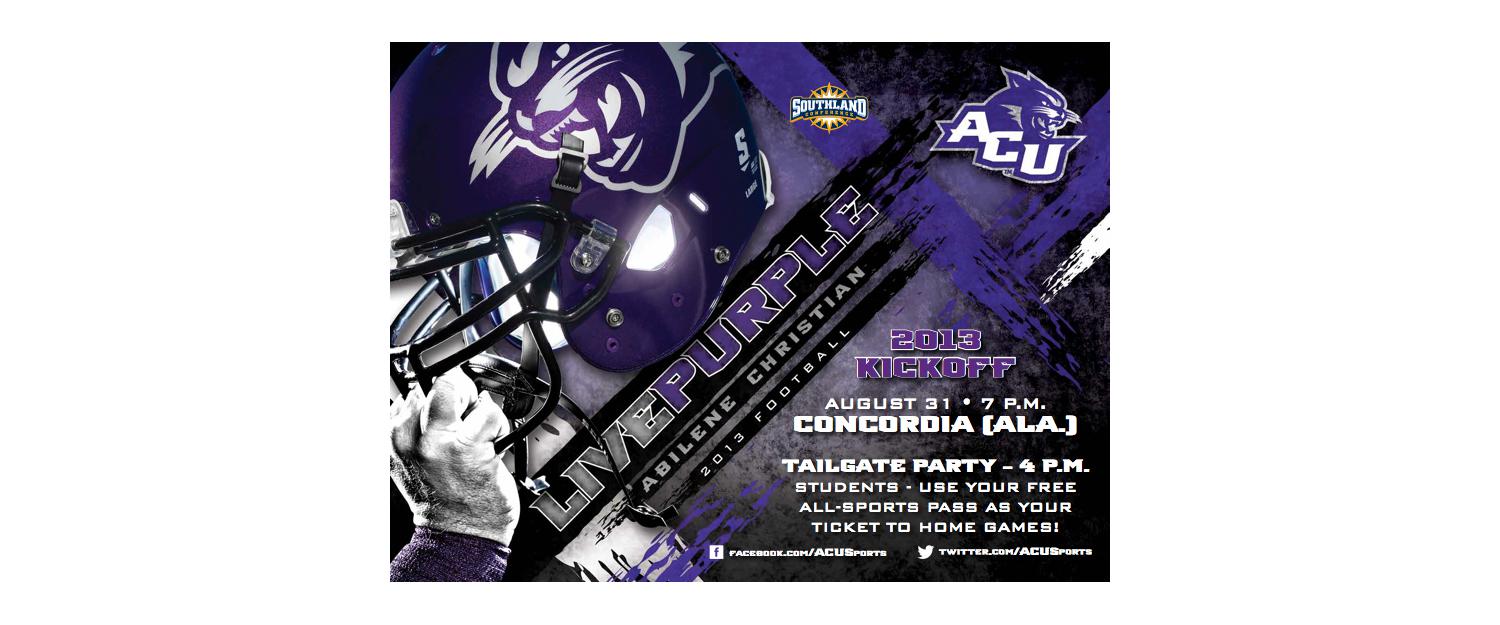 SOUTHLAND
CONFERENCE
ACU
LIVEPURPLE
ABILENE CHRISTIAN
2013 FOOTBALL
2013
KICKOFF
AUGUST 31 • 7 P.M.
CONCORDIA (ALA.)
TAILGATE PARTY – 4 P.M.
STUDENTS - USE YOUR FREE
ALL-SPORTS PASS AS YOUR
TICKET TO HOME GAMES!
FACEBOOK.COM/ACUSPORTS
TWITTER.COM/ACUSPORTS